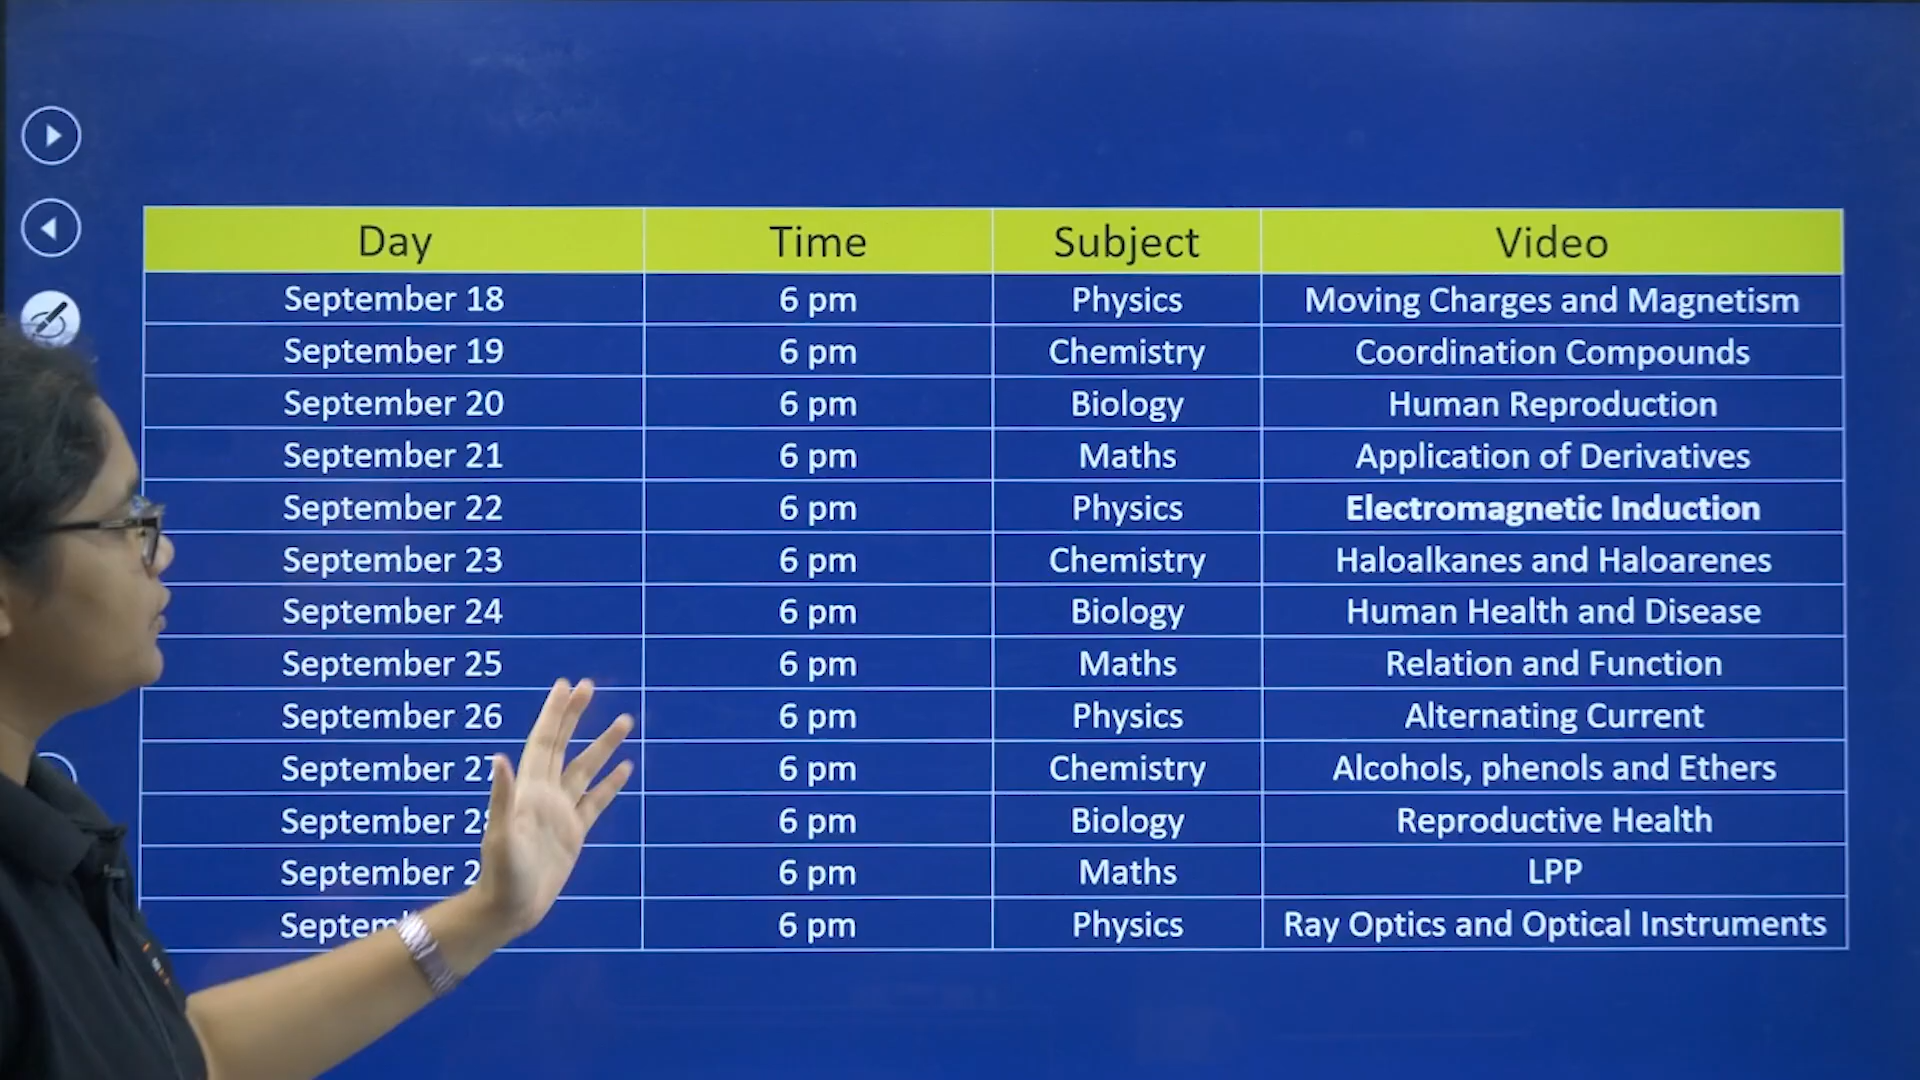 Day Time Subject Video
September 18 6 pm Physics Moving Charges and Magnetism
September 19 6 pm Chemistry Coordination Compounds
September 20 6 pm Biology Human Reproduction
September 21 6 pm Maths Application of Derivatives
September 22 6 pm Physics Electromagnetic Induction
September 23 6 pm Chemistry Haloalkanes and Haloarenes
September 24 6 pm Biology Human Health and Disease
September 25 6 pm Maths Relation and Function
September 26 6 pm Physics Alternating Current
September 27 6 pm Chemistry Alcohols, phenols and Ethers
September 6 pm Biology Reproductive Health
September 6 pm Maths LPP
6 pm Physics Ray Optics and Optical Instruments